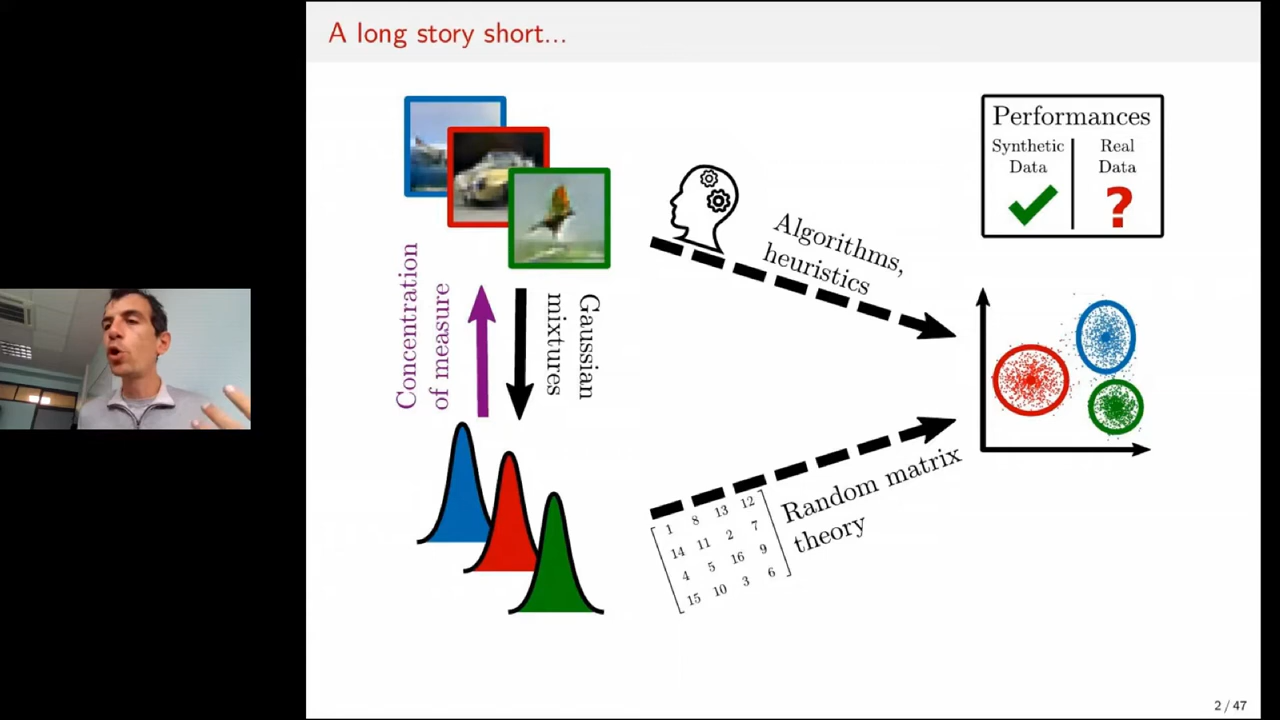 A long story short...
Performances
Synthetic
Data
Real
Data
?
Algorithms,
heuristics
Concentration
of measure
Gaussian
mixtures
Random matrix
theory
1 8 13 12
14 11 2 7
4 5 16 9
15 10 3 6
2 / 47